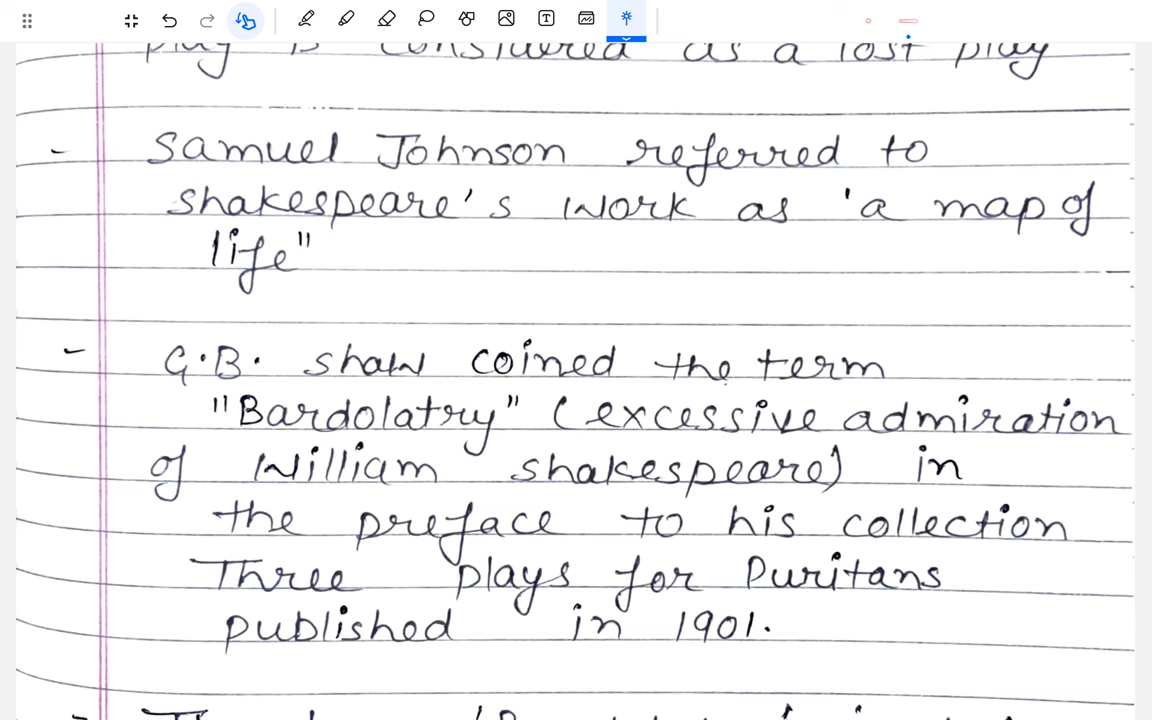 play is considered as a lost play
- Samuel Johnson referred to
shakespeare's work as 'a map of
life"
- G.B. shaw coined the term
"Bardolatry" (excessive admiration
of William shakespeare) in
the preface to his collection
Three plays for Puritans
published in 1901.